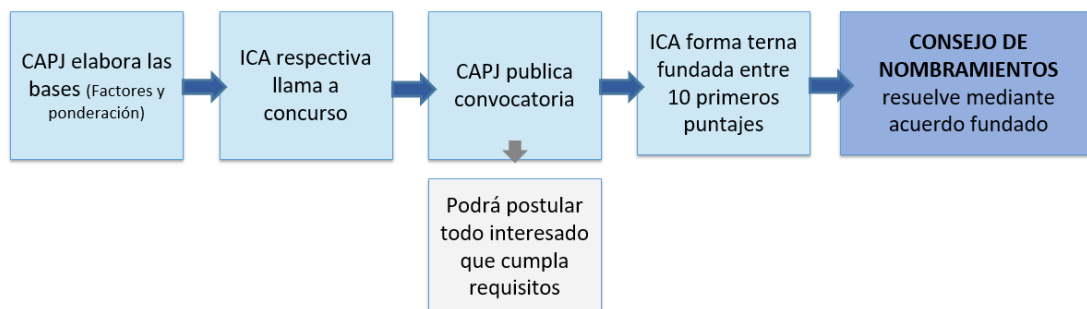 CAPJ elabora las
bases (Factores y
ponderación)
ICA respectiva
llama a
concurso
CAPJ publica
convocatoria
ICA forma terna
fundada entre
10 primeros
puntajes
CONSEJO DE
NOMBRAMIENTOS
resuelve mediante
acuerdo fundado
Podrá postular
todo interesado
que cumpla
requisitos